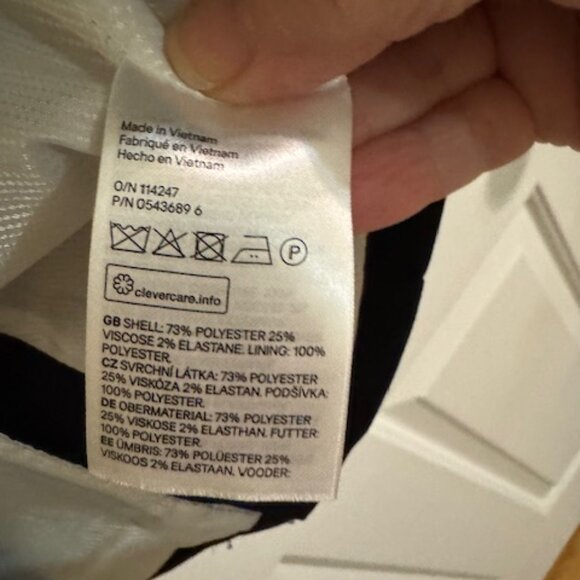 Made in Vietnam
Fabriqué en Vietnam
Hecho en Vietnam
O/N 114247
P/N 0543689 6
P
clevercare.info
GB SHELL: 73% POLYESTER 25%
VISCOSE 2% ELASTANE. LINING: 100%
POLYESTER.
CZ SVRCHNÍ LÁTKA: 73% POLYESTER
25% VISKÓZA 2% ELASTAN. PODŠÍVKA:
100% POLYESTER.
DE OBERMATERIAL: 73% POLYESTER
25% VISKOSE 2% ELASTHAN. FUTTER:
100% POLYESTER.
EE ÜMBRIS: 73% POLÜESTER 25%
VISKOOS 2% ELASTAAN. VOODER: